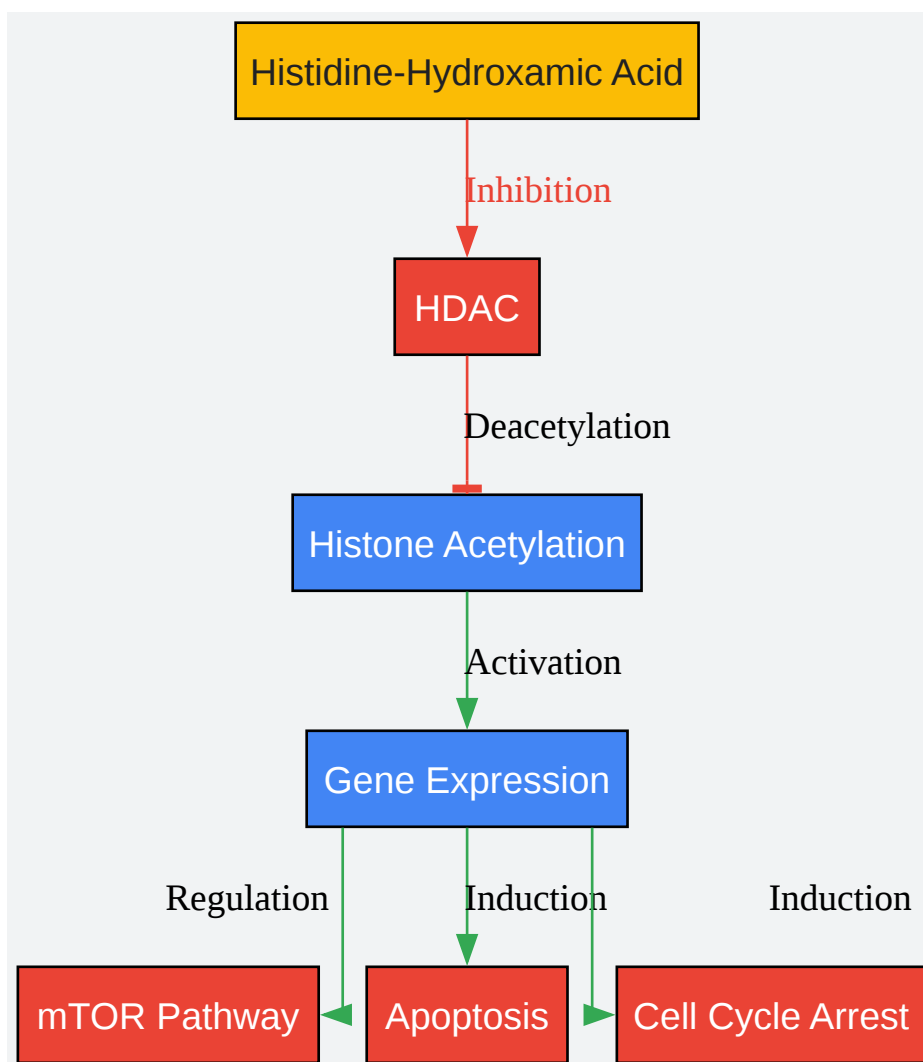 Histidine-Hydroxamic Acid
Inhibition
HDAC
Deacetylation
Histone Acetylation
Activation
Gene Expression
Regulation
Induction
Induction
mTOR Pathway
Apoptosis
Cell Cycle Arrest